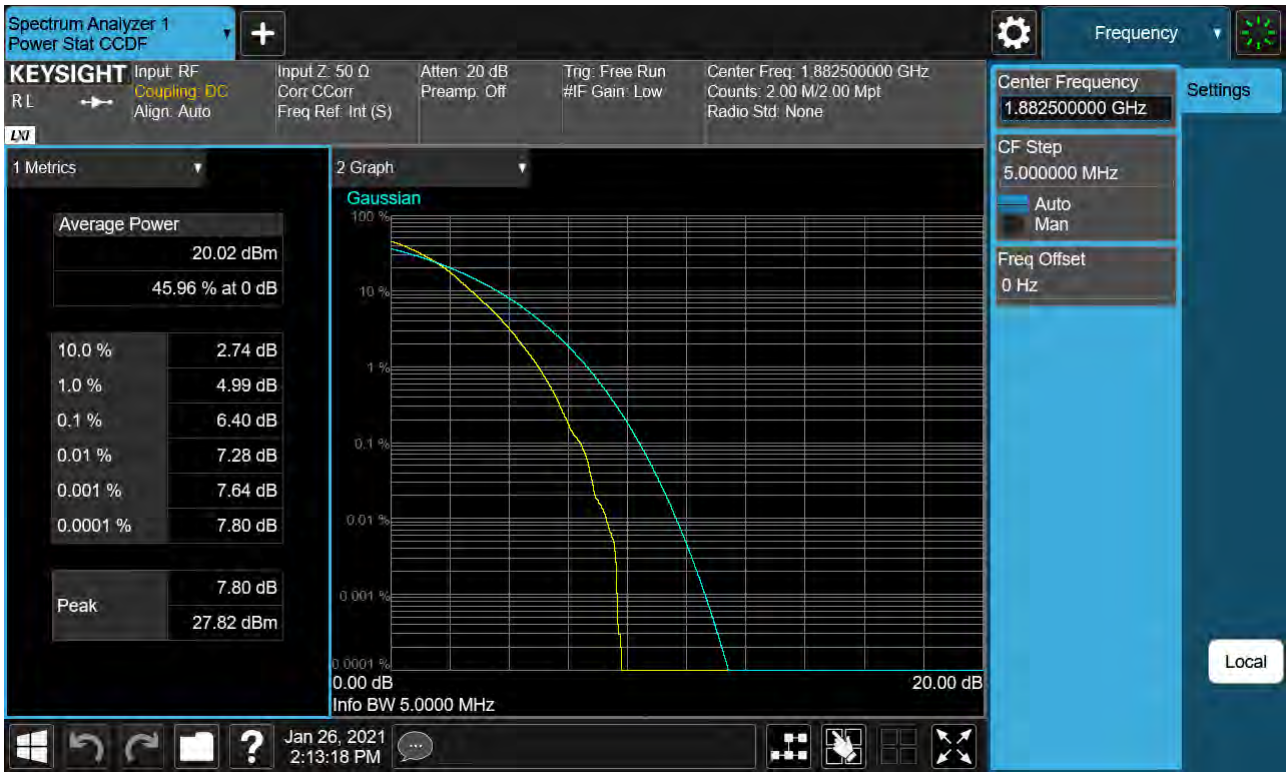 Spectrum Analyzer 1
Power Stat CCDF
Frequency
KEYSIGHT
R L
LXI
Input: RF
Coupling: DC
Align: Auto
Input Z: 50 Ω
Corr CCorr
Freq Ref: Int (S)
Atten: 20 dB
Preamp: Off
Trig: Free Run
#IF Gain: Low
Center Freq: 1.882500000 GHz
Counts: 2.00 M/2.00 Mpt
Radio Std: None
Center Frequency
1.882500000 GHz
Settings
CF Step
5.000000 MHz
Auto
Man
Freq Offset
0 Hz
1 Metrics
Average Power
20.02 dBm
45.96 % at 0 dB
10.0 % 2.74 dB
1.0 % 4.99 dB
0.1 % 6.40 dB
0.01 % 7.28 dB
0.001 % 7.64 dB
0.0001 % 7.80 dB
Peak
7.80 dB
27.82 dBm
2 Graph
Gaussian
100 %
10 %
1 %
0.1 %
0.01 %
0.001 %
0.0001 %
0.00 dB 20.00 dB
Info BW 5.0000 MHz
Local
?
Jan 26, 2021
2:13:18 PM